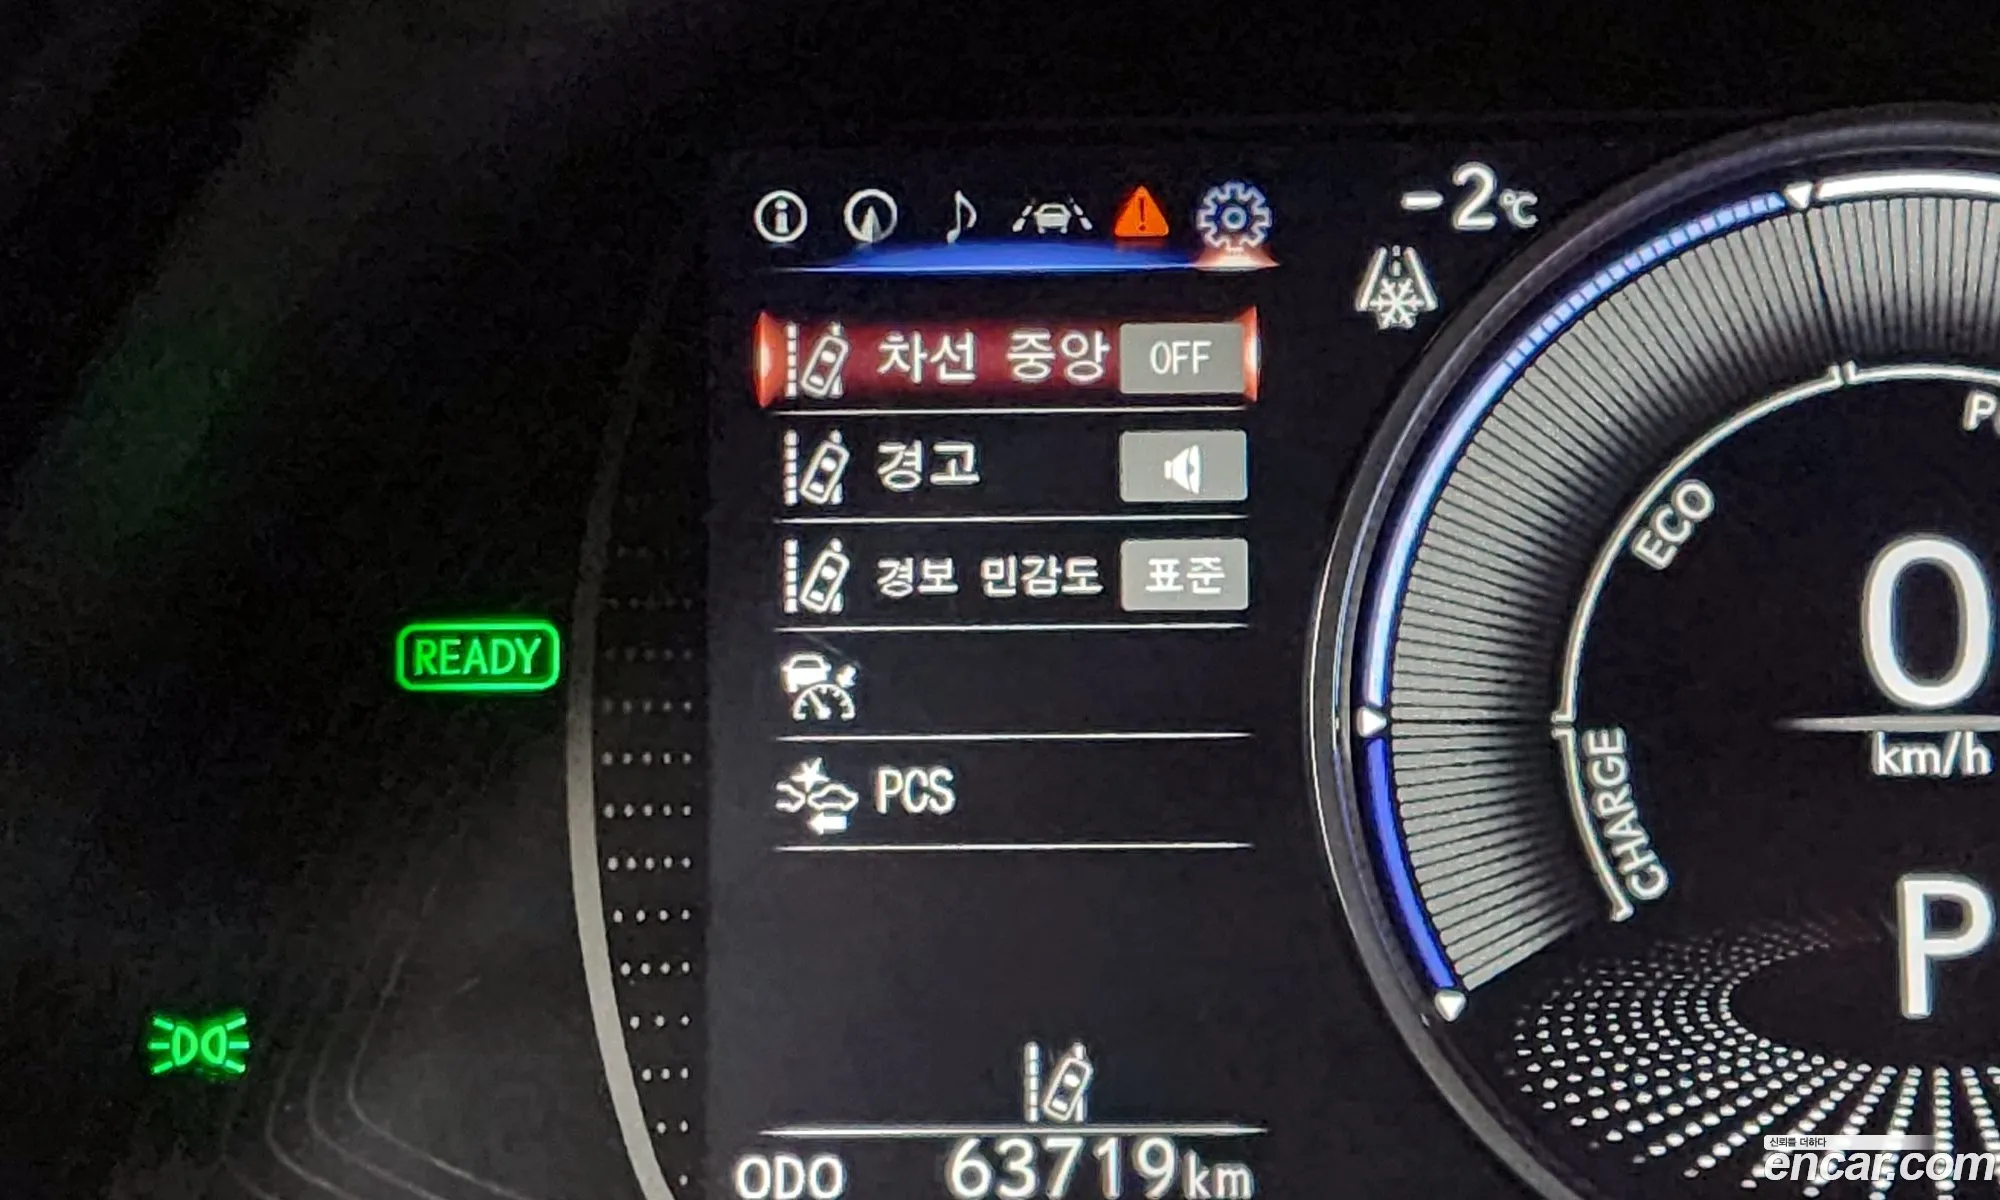 -2℃
차선 중앙 OFF
경고
경보 민감도 표준
READY
PCS
ECO
0
km/h
CHARGE
P
ODO 63719km
신뢰를 더하다
encar.com